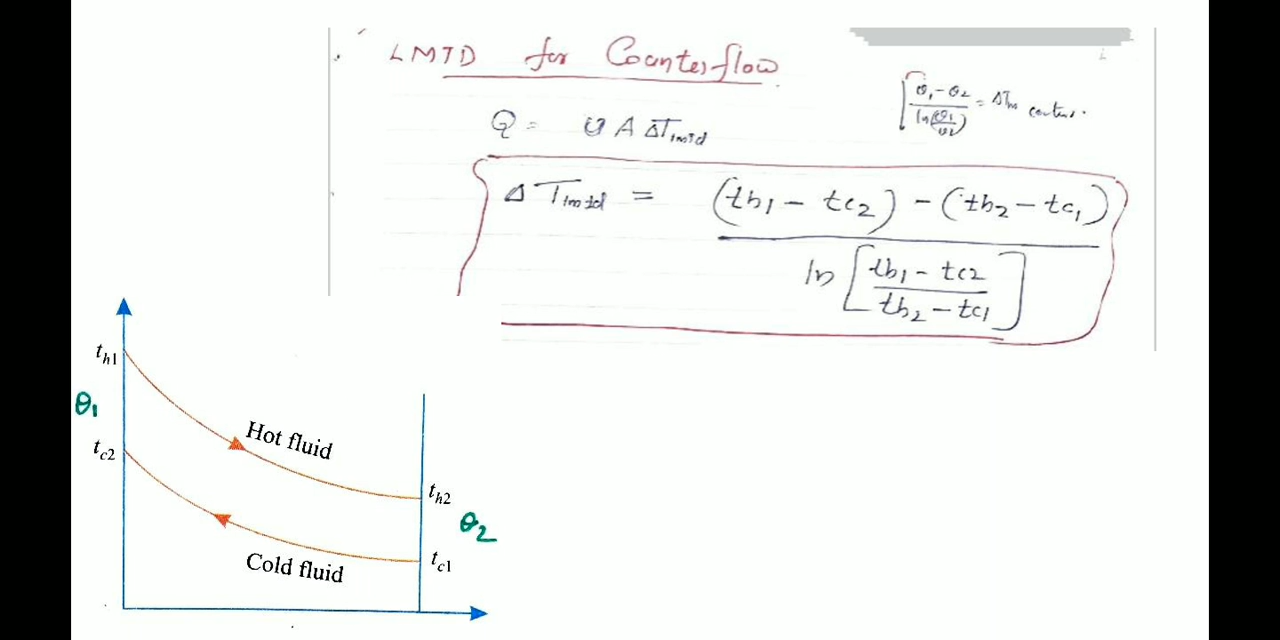 LMTD for Counterflow
θ₁ - θ₂ / ln(θ₁/θ₂) = ΔTm
Q = U A ΔTlmtd
ΔTlmtd = (th₁ - tc₂) - (th₂ - tc₁)
ln [th₁ - tc₂ / th₂ - tc₁]
th1
θ₁
Hot fluid
tc2
th2
θ₂
Cold fluid
tc1